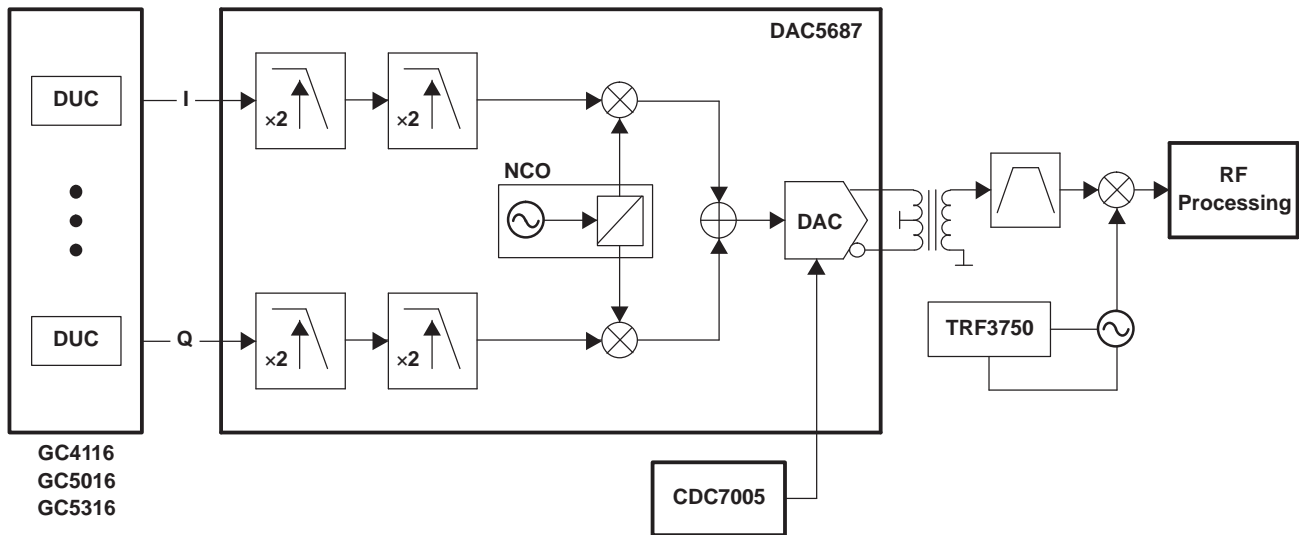 DAC5687
DUC
I
×2
×2
NCO
DAC
RF
Processing
DUC
Q
×2
×2
TRF3750
GC4116
GC5016
GC5316
CDC7005